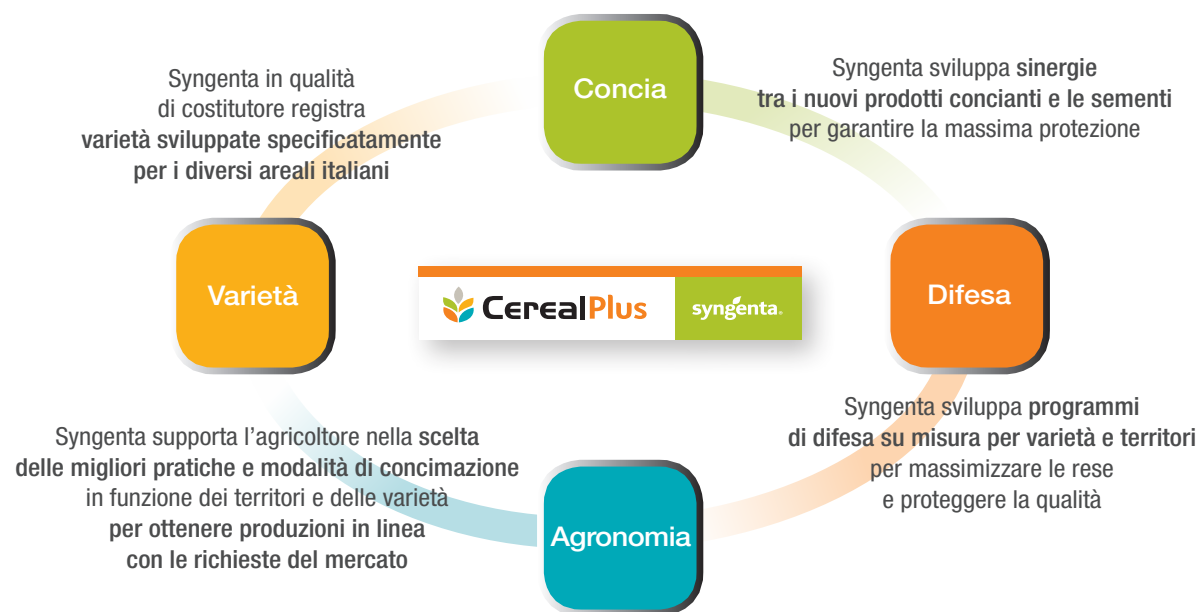 Concia
Syngenta in qualità
di costitutore registra
varietà sviluppate specificatamente
per i diversi areali italiani
Syngenta sviluppa sinergie
tra i nuovi prodotti concianti e le sementi
per garantire la massima protezione
Varietà
CerealPlus
syngenta®
Difesa
Syngenta supporta l’agricoltore nella scelta
delle migliori pratiche e modalità di concimazione
in funzione dei territori e delle varietà
per ottenere produzioni in linea
con le richieste del mercato
Syngenta sviluppa programmi
di difesa su misura per varietà e territori
per massimizzare le rese
e proteggere la qualità
Agronomia